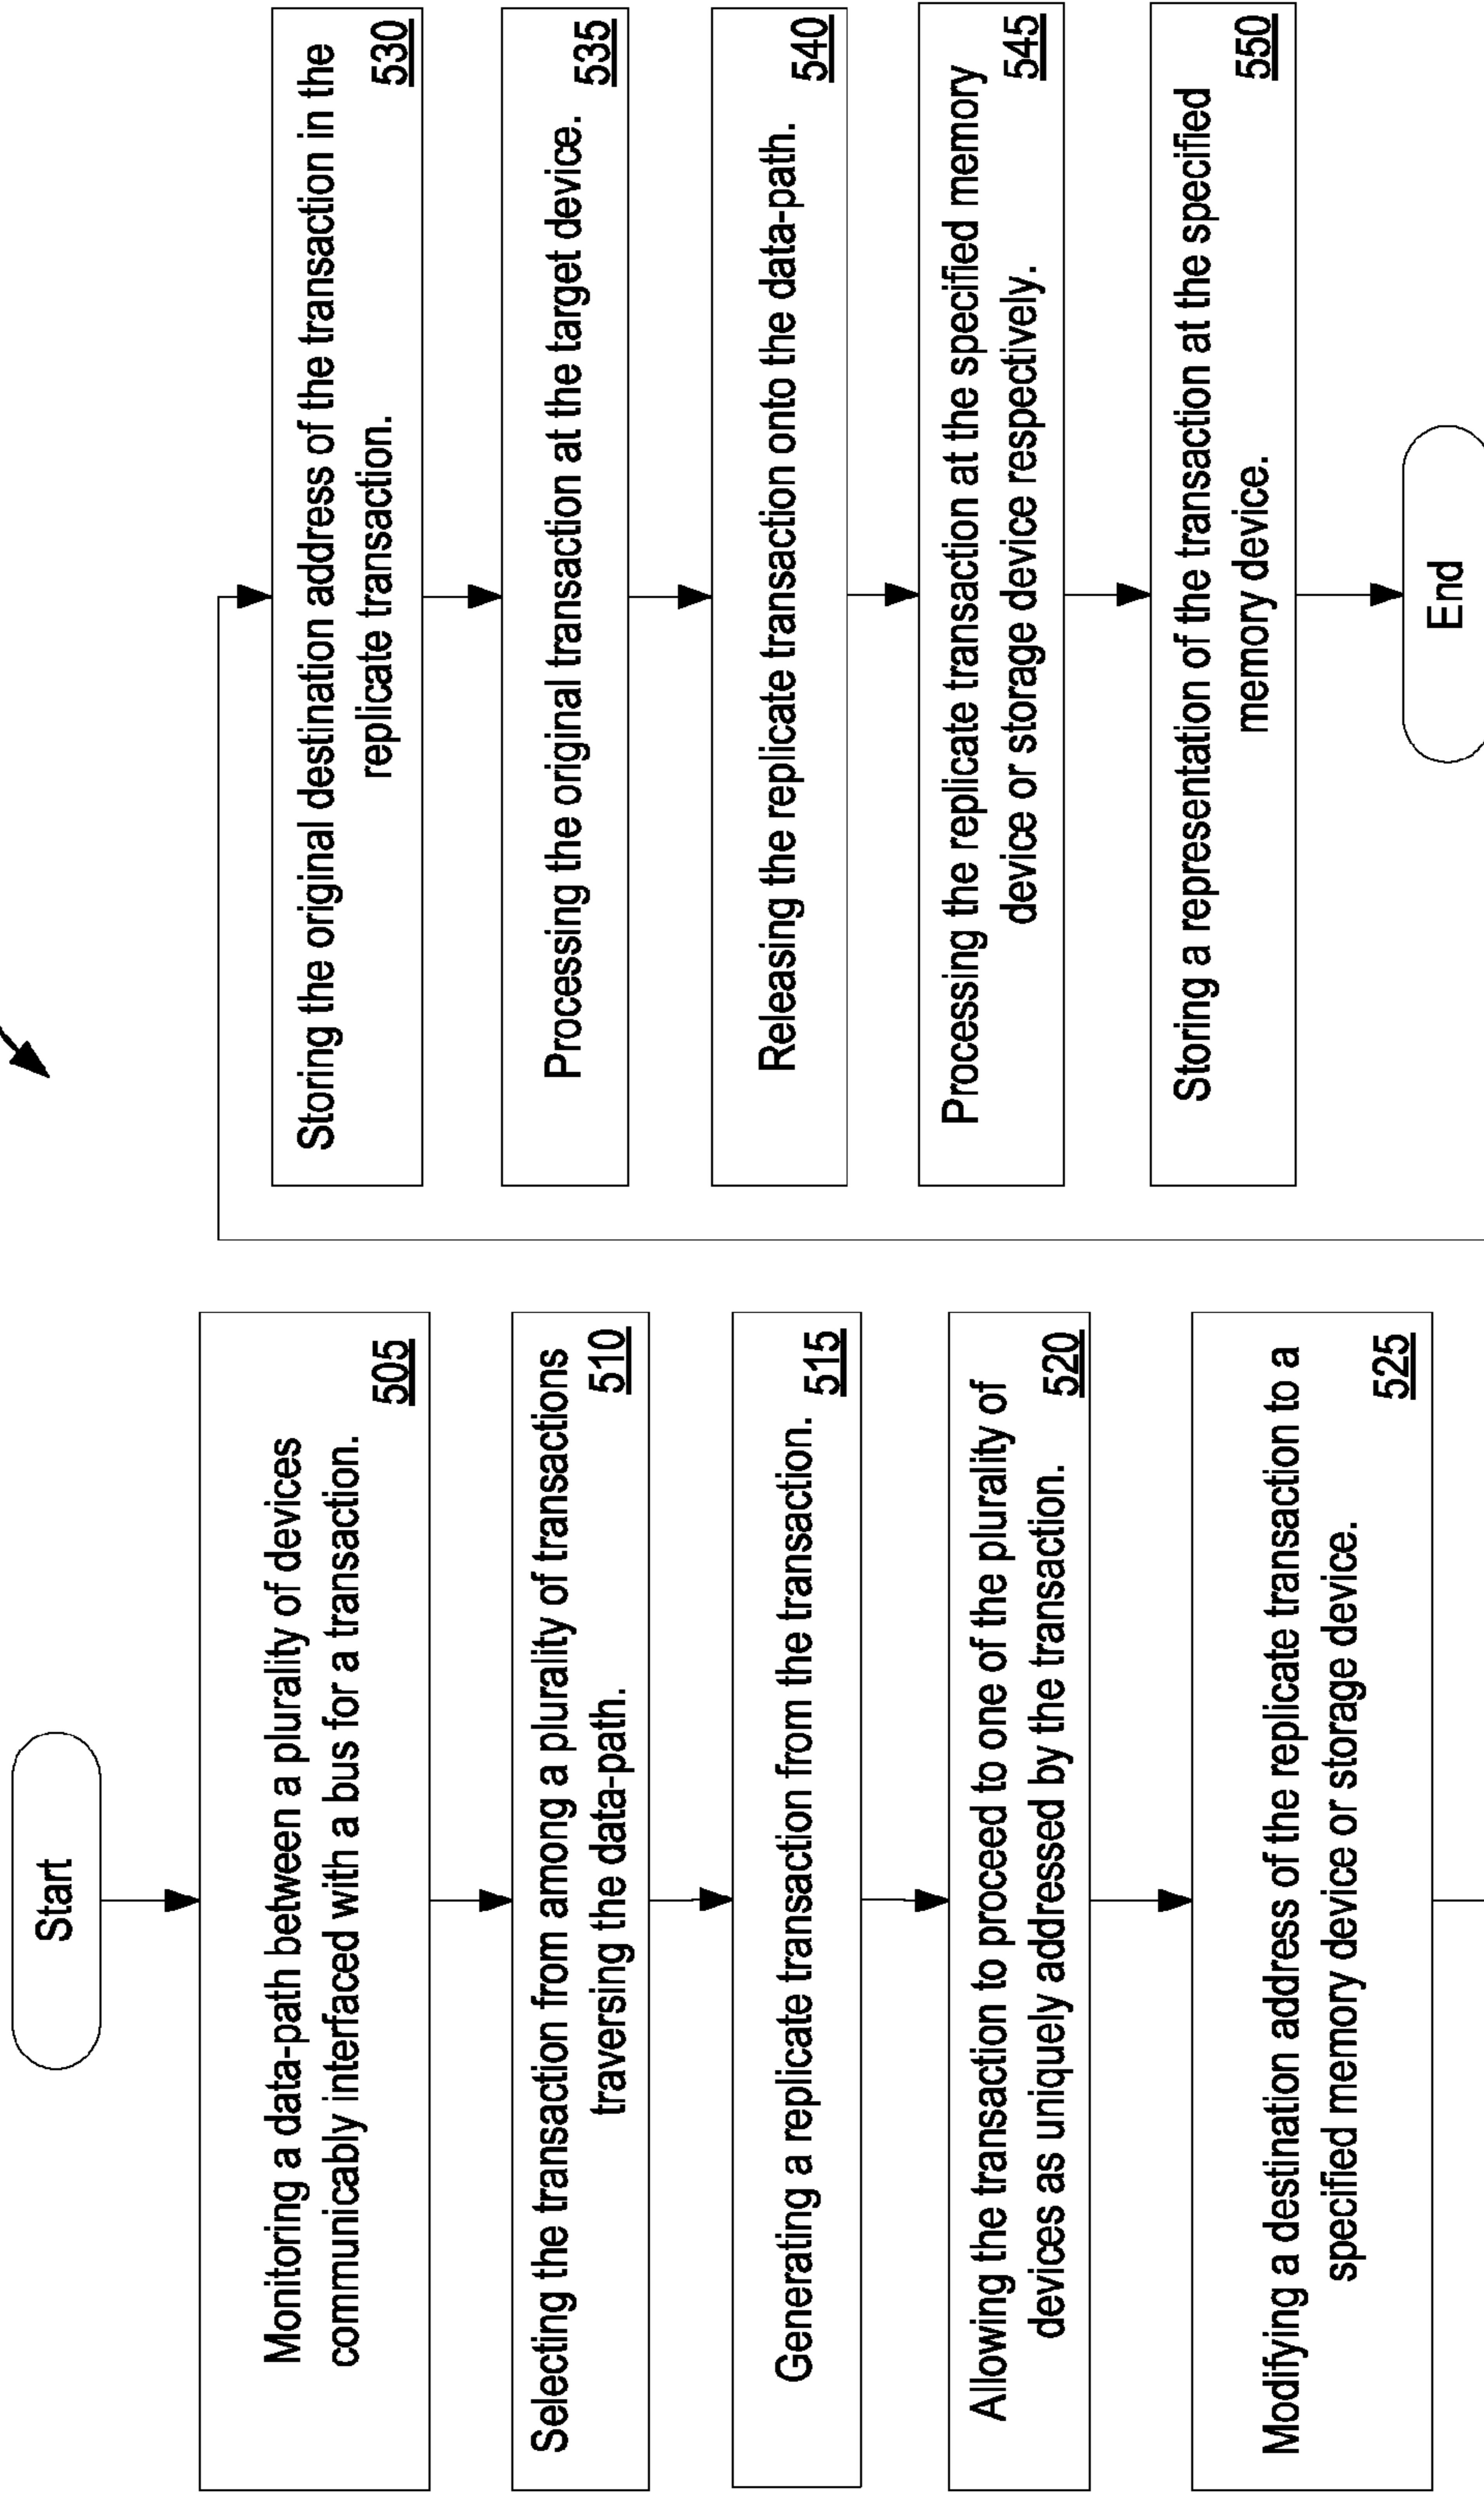 Start
Monitoring a data-path between a plurality of devices
communicably interfaced with a bus for a transaction.
505
Selecting the transaction from among a plurality of transactions
traversing the data-path.
510
Generating a replicate transaction from the transaction.
515
Allowing the transaction to proceed to one of the plurality of
devices as uniquely addressed by the transaction.
520
Modifying a destination address of the replicate transaction to a
specified memory device or storage device.
525
Storing the original destination address of the transaction in the
replicate transaction.
530
Processing the original transaction at the target device.
535
Releasing the replicate transaction onto the data-path.
540
Processing the replicate transaction at the specified memory
device or storage device respectively.
545
Storing a representation of the transaction at the specified
memory device.
550
End